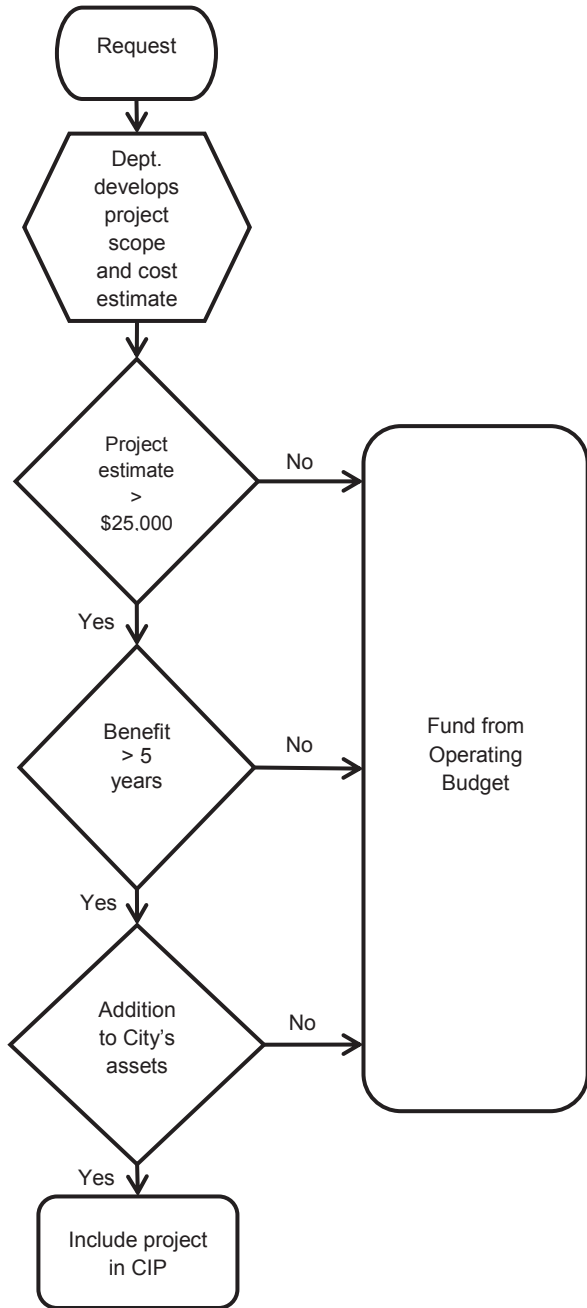 Request
Dept.
develops
project
scope
and cost
estimate
Project
estimate
>
$25,000
No
Yes
Benefit
> 5
years
No
Fund from
Operating
Budget
Yes
Addition
to City's
assets
No
Yes
Include project
in CIP